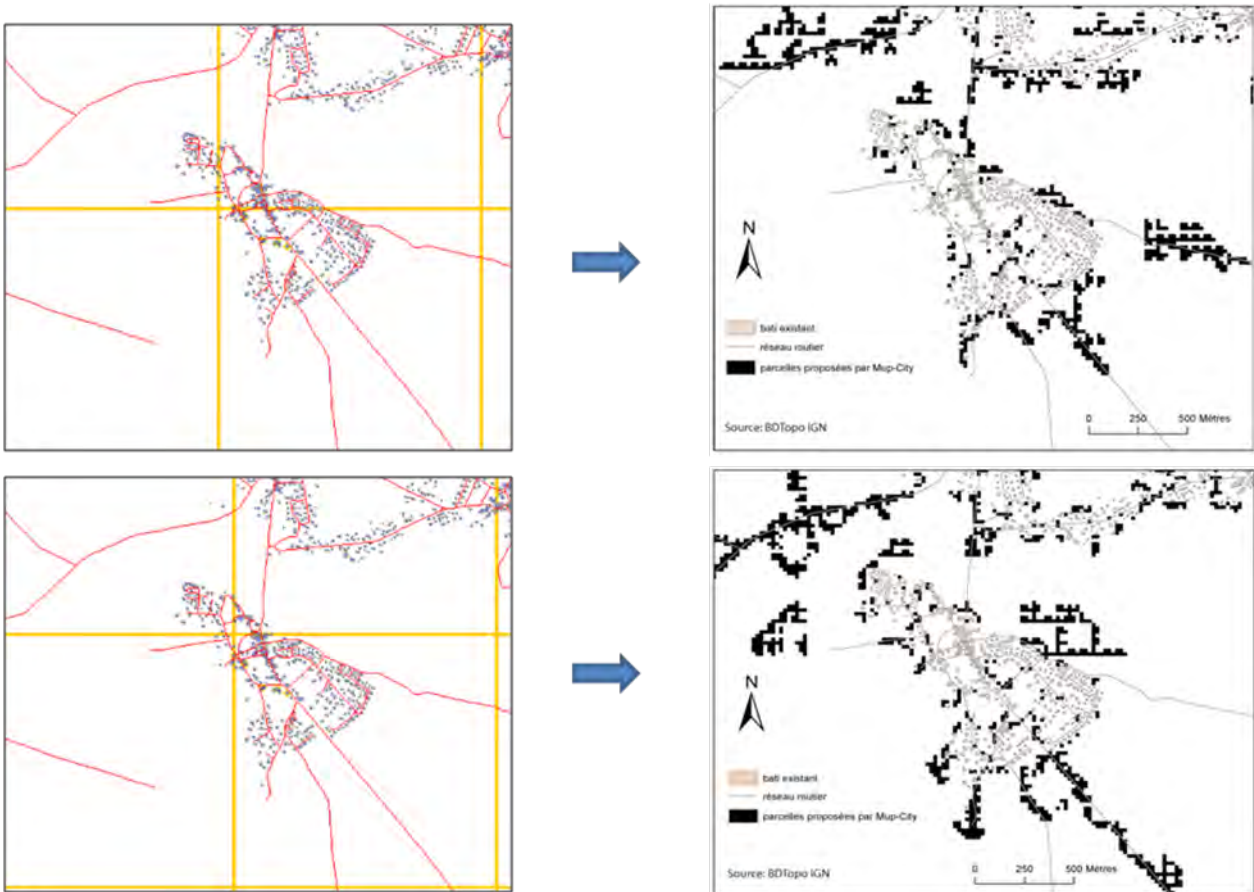 N
bati existant
réseau routier
parcelles proposées par Mup-City
0 250 500 Mètres
Source: BDTopo IGN
N
bati existant
réseau routier
parcelles proposées par Mup-City
0 250 500 Mètres
Source: BDTopo IGN